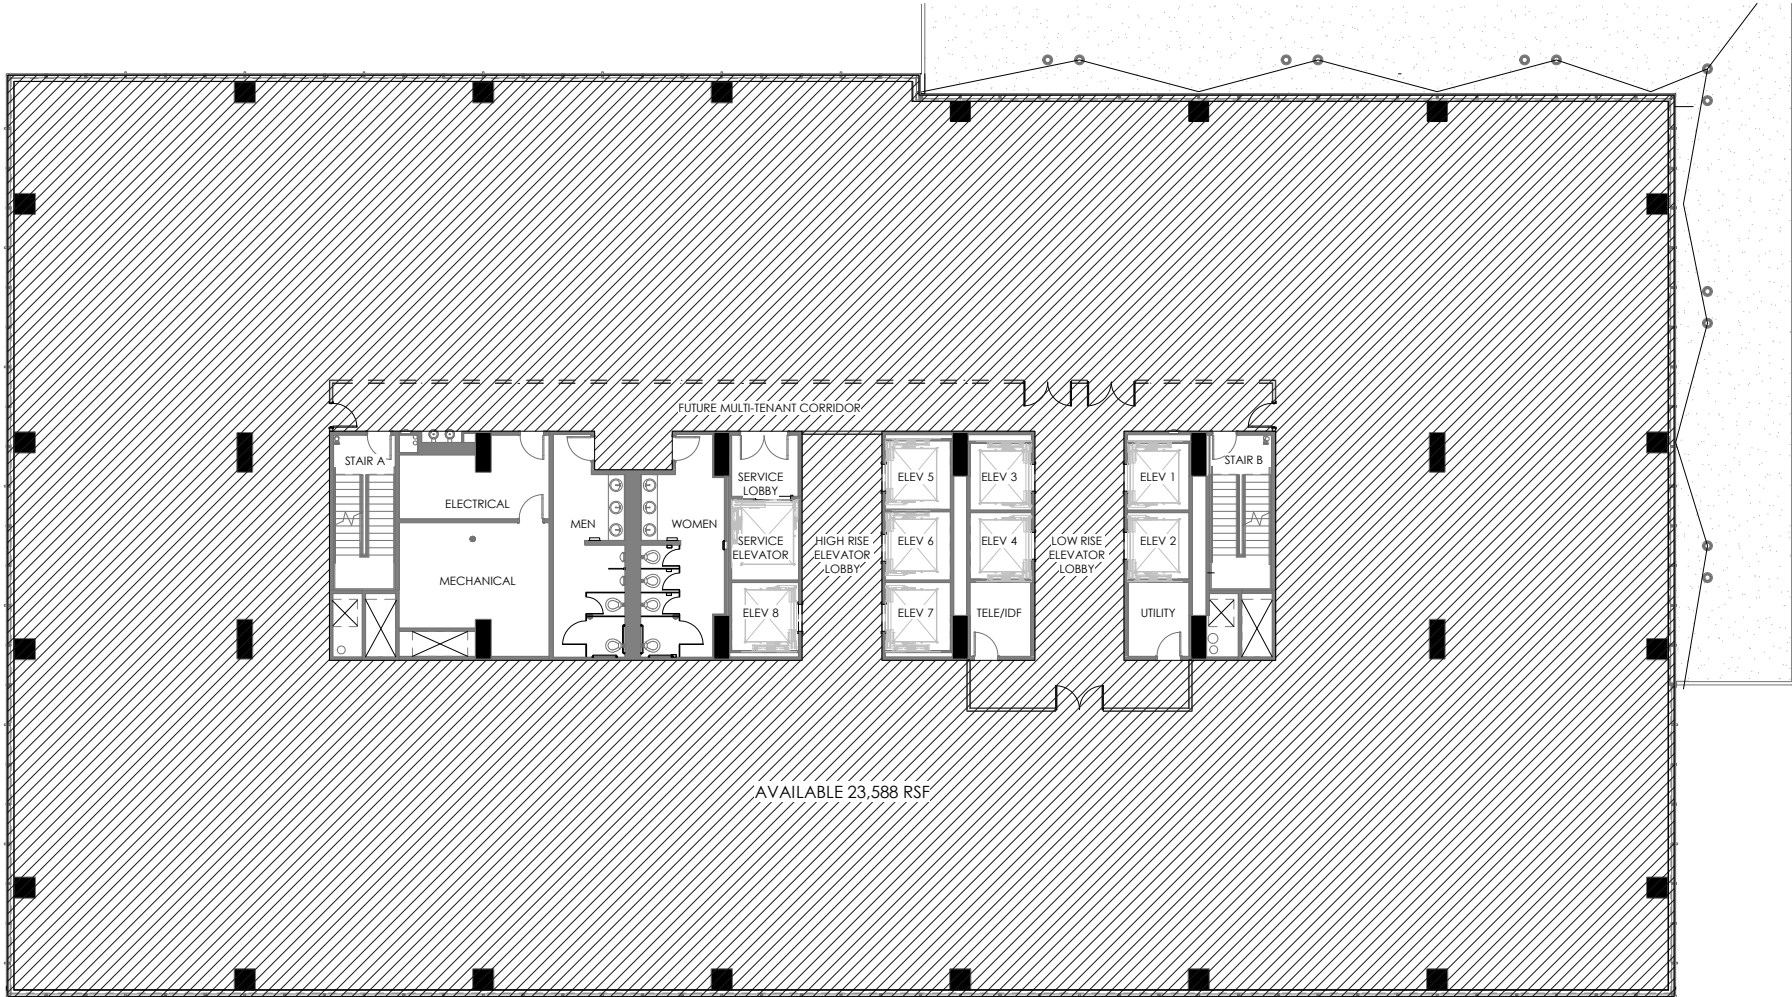 FUTURE MULTI-TENANT CORRIDOR
STAIR A
ELECTRICAL
MECHANICAL
MEN
WOMEN
SERVICE
LOBBY
SERVICE
ELEVATOR
ELEV 8
HIGH RISE
ELEVATOR
LOBBY
ELEV 5
ELEV 6
ELEV 7
ELEV 3
ELEV 4
TELE/IDF
LOW RISE
ELEVATOR
LOBBY
ELEV 1
ELEV 2
UTILITY
STAIR B
AVAILABLE 23,588 RSF